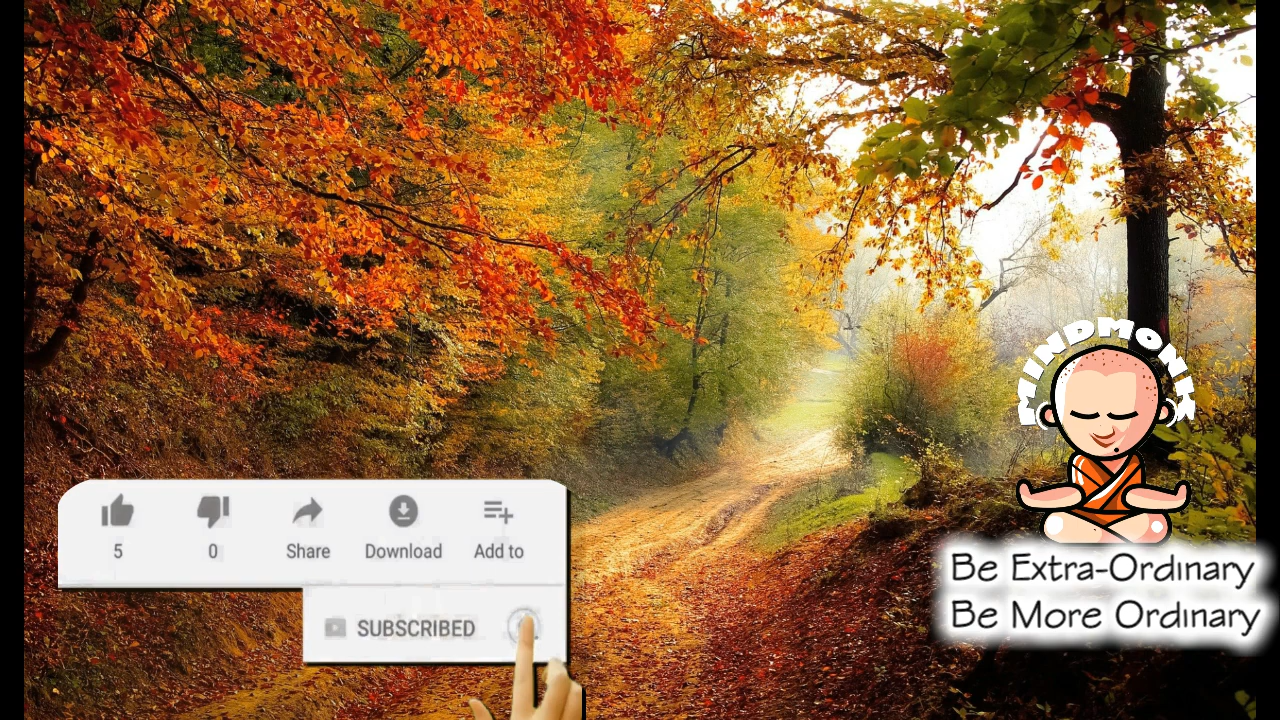 MINDMONK
5 0 Share Download Add to
SUBSCRIBED
Be Extra-Ordinary
Be More Ordinary